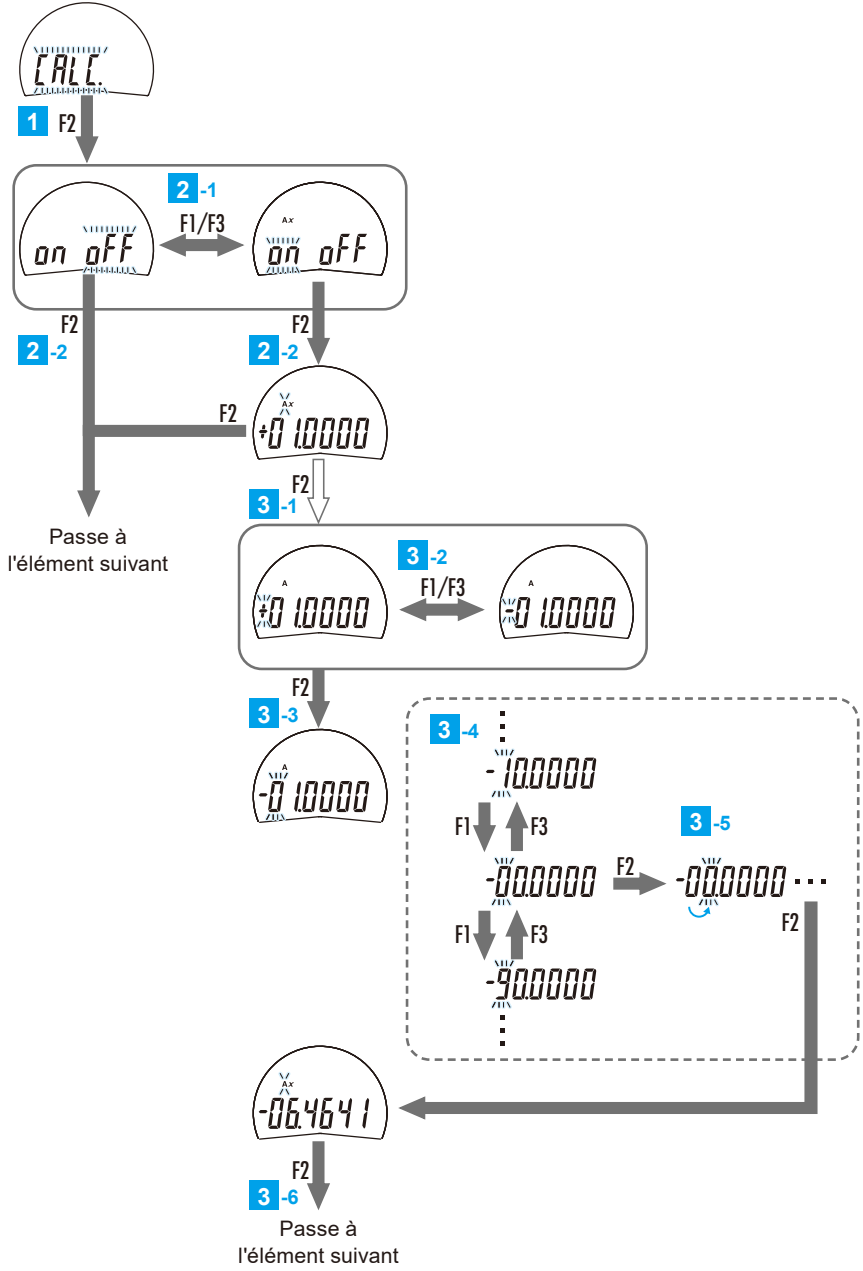 CALC.
1 F2
2 -1
F1/F3
on oFF
Ax
on oFF
F2
2 -2
F2
2 -2
Ax
F2
+01.0000
F2
3 -1
Passe à
l'élément suivant
3 -2
F1/F3
A
+01.0000
A
-01.0000
F2
3 -3
A
-01.0000
3 -4
-10.0000
F1 F3
3 -5
-00.0000
F2
-00.0000 ...
F2
F1 F3
-90.0000
Ax
-06.4641
F2
3 -6
Passe à
l'élément suivant